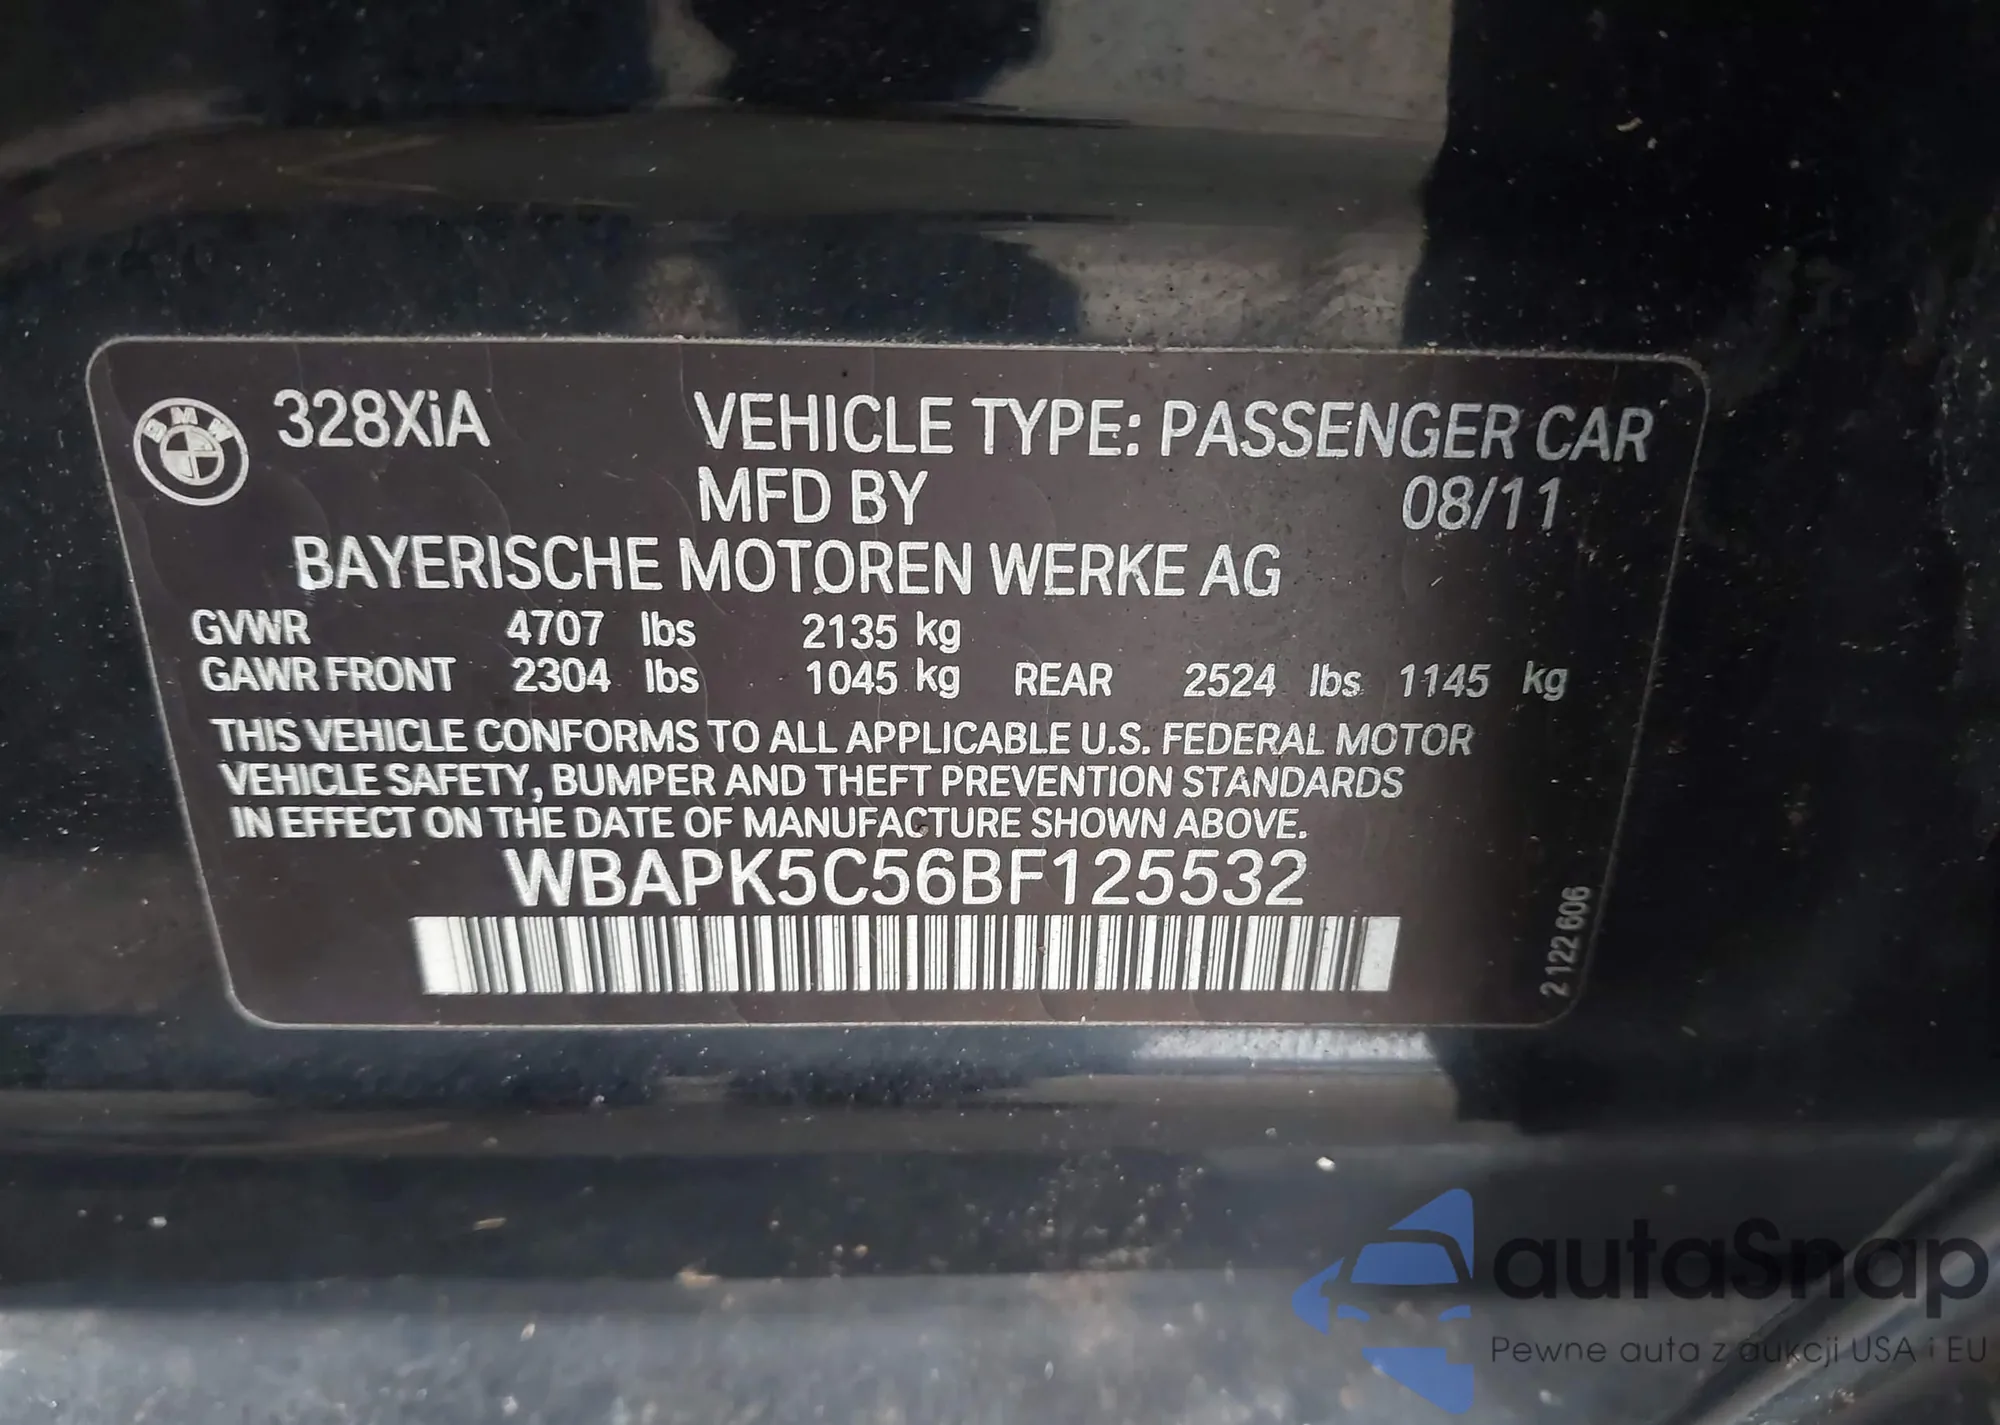 BMW 328XiA VEHICLE TYPE: PASSENGER CAR
MFD BY 08/11
BAYERISCHE MOTOREN WERKE AG
GVWR 4707 lbs 2135 kg
GAWR FRONT 2304 lbs 1045 kg REAR 2524 lbs 1145 kg
THIS VEHICLE CONFORMS TO ALL APPLICABLE U.S. FEDERAL MOTOR
VEHICLE SAFETY, BUMPER AND THEFT PREVENTION STANDARDS
IN EFFECT ON THE DATE OF MANUFACTURE SHOWN ABOVE.
WBAPK5C56BF125532
2 122 606
autaSnap
Pewne auta z aukcji USA i EU